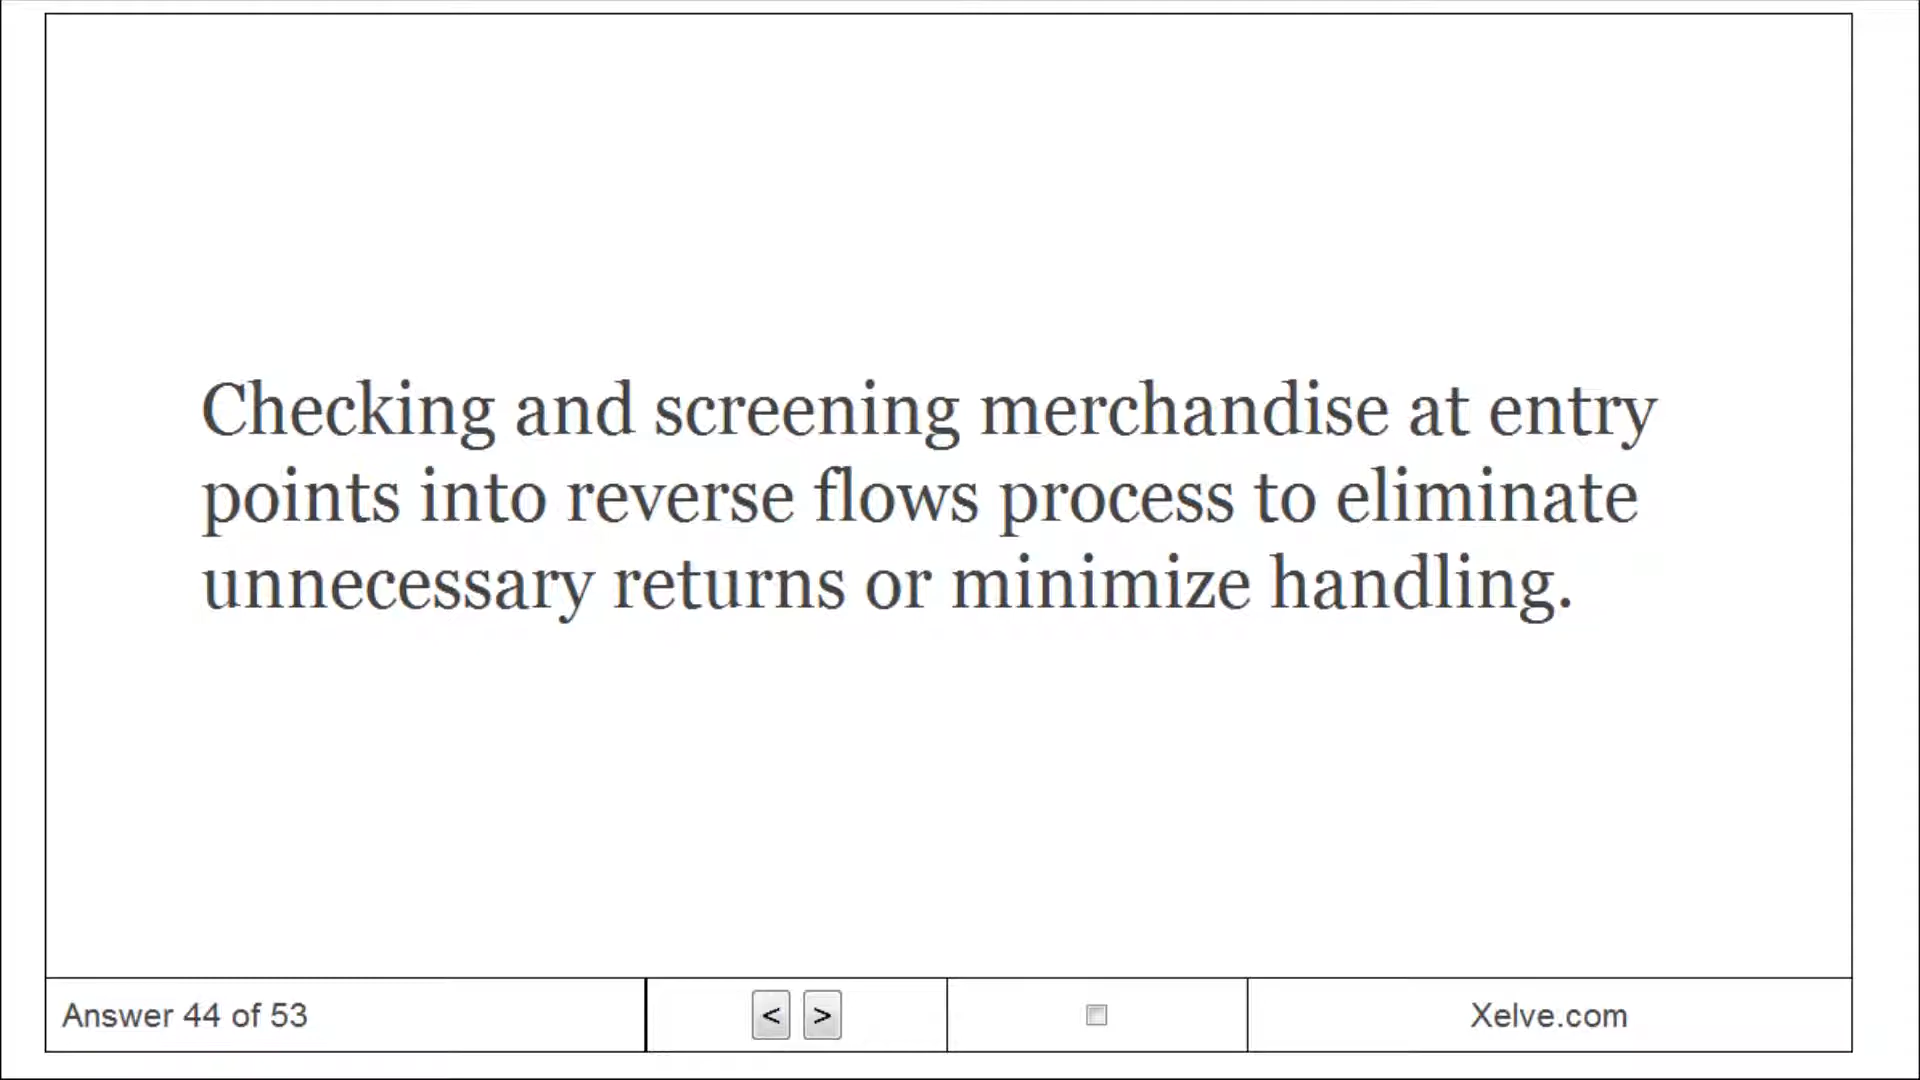 Checking and screening merchandise at entry
points into reverse flows process to eliminate
unnecessary returns or minimize handling.
Answer 44 of 53
< >
Xelve.com